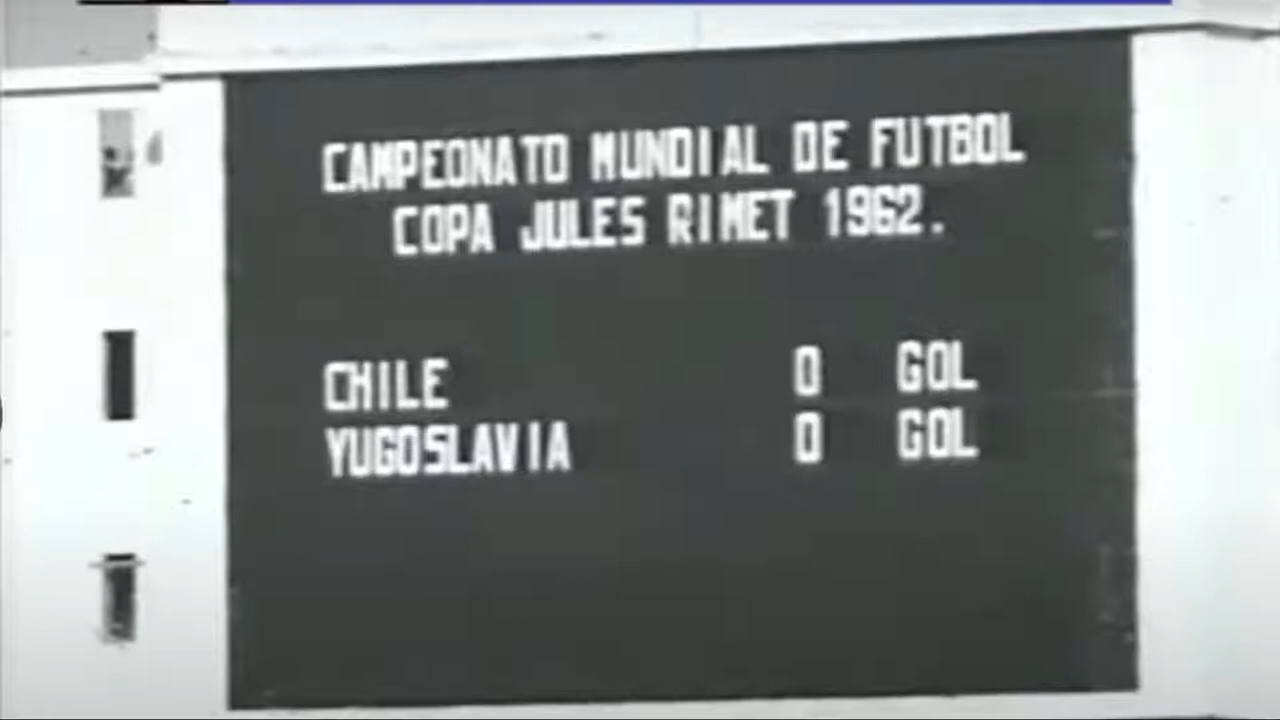 CAMPEONATO MUNDIAL DE FUTBOL
COPA JULES RIMET 1962.
CHILE 0 GOL
YUGOSLAVIA 0 GOL